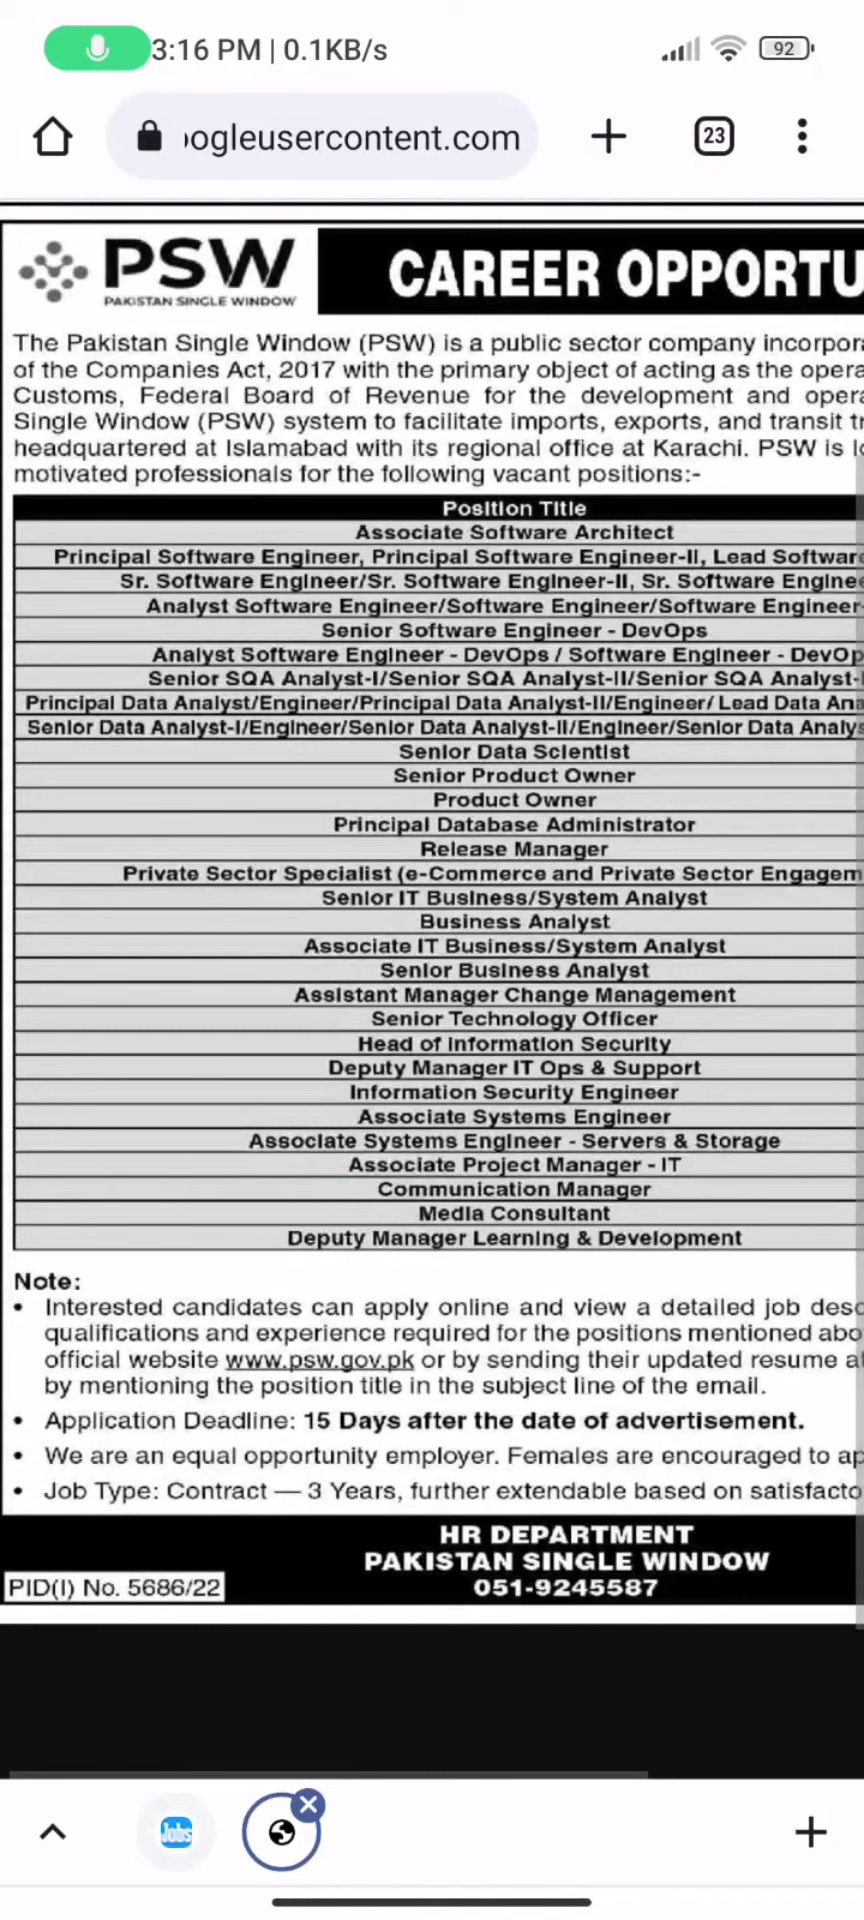 3:16 PM | 0.1KB/s
92
ogleusercontent.com
23
PSW
PAKISTAN SINGLE WINDOW
CAREER OPPORTU
The Pakistan Single Window (PSW) is a public sector company incorpor
of the Companies Act, 2017 with the primary object of acting as the opera
Customs, Federal Board of Revenue for the development and opera
Single Window (PSW) system to facilitate imports, exports, and transit tr
headquartered at Islamabad with its regional office at Karachi. PSW is lo
motivated professionals for the following vacant positions:-
Position Title
Associate Software Architect
Principal Software Engineer, Principal Software Engineer-II, Lead Software
Sr. Software Engineer/Sr. Software Engineer-II, Sr. Software Enginee
Analyst Software Engineer/Software Engineer/Software Engineer-
Senior Software Engineer - DevOps
Analyst Software Engineer - DevOps / Software Engineer - DevOp
Senior SQA Analyst-I/Senior SQA Analyst-II/Senior SQA Analyst-I
Principal Data Analyst/Engineer/Principal Data Analyst-II/Engineer/ Lead Data Ana
Senior Data Analyst-I/Engineer/Senior Data Analyst-II/Engineer/Senior Data Analys
Senior Data Scientist
Senior Product Owner
Product Owner
Principal Database Administrator
Release Manager
Private Sector Specialist (e-Commerce and Private Sector Engagem
Senior IT Business/System Analyst
Business Analyst
Associate IT Business/System Analyst
Senior Business Analyst
Assistant Manager Change Management
Senior Technology Officer
Head of Information Security
Deputy Manager IT Ops & Support
Information Security Engineer
Associate Systems Engineer
Associate Systems Engineer - Servers & Storage
Associate Project Manager - IT
Communication Manager
Media Consultant
Deputy Manager Learning & Development
Note:
• Interested candidates can apply online and view a detailed job desc
qualifications and experience required for the positions mentioned abo
official website www.psw.gov.pk or by sending their updated resume at
by mentioning the position title in the subject line of the email.
• Application Deadline: 15 Days after the date of advertisement.
• We are an equal opportunity employer. Females are encouraged to ap
• Job Type: Contract — 3 Years, further extendable based on satisfacto
HR DEPARTMENT
PAKISTAN SINGLE WINDOW
PID(I) No. 5686/22
051-9245587
Jobs